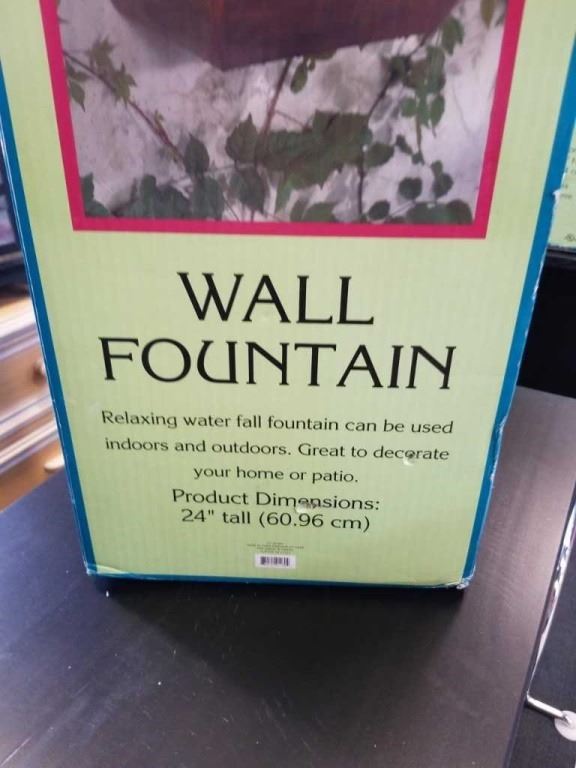 WALL
FOUNTAIN
Relaxing water fall fountain can be used
indoors and outdoors. Great to decorate
your home or patio.
Product Dimensions:
24" tall (60.96 cm)